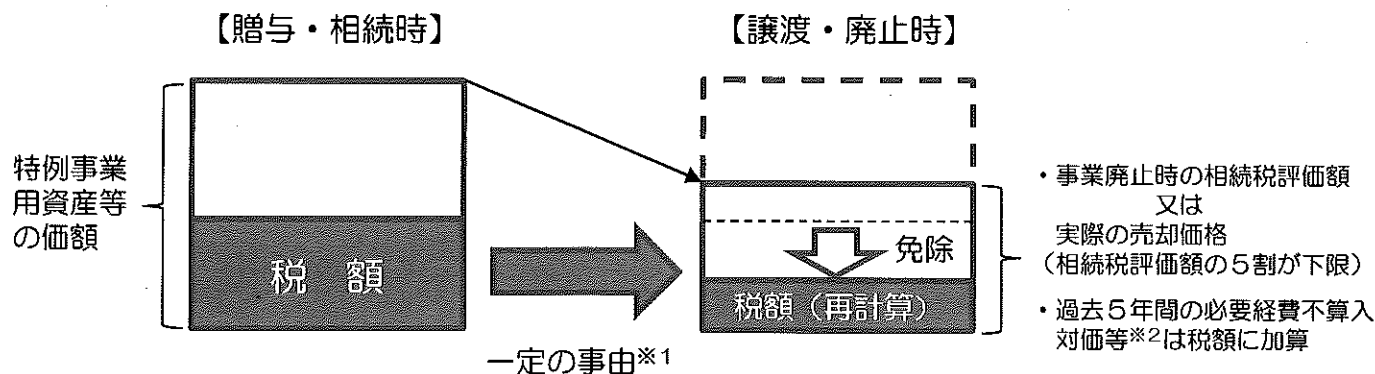 【贈与・相続時】
【譲渡・廃止時】
特例事業
用資産等
の価額
税 額
免除
税額（再計算）
一定の事由※1
・事業廃止時の相続税評価額
又は
実際の売却価格
（相続税評価額の５割が下限）
・過去５年間の必要経費不算入
対価等※2は税額に加算